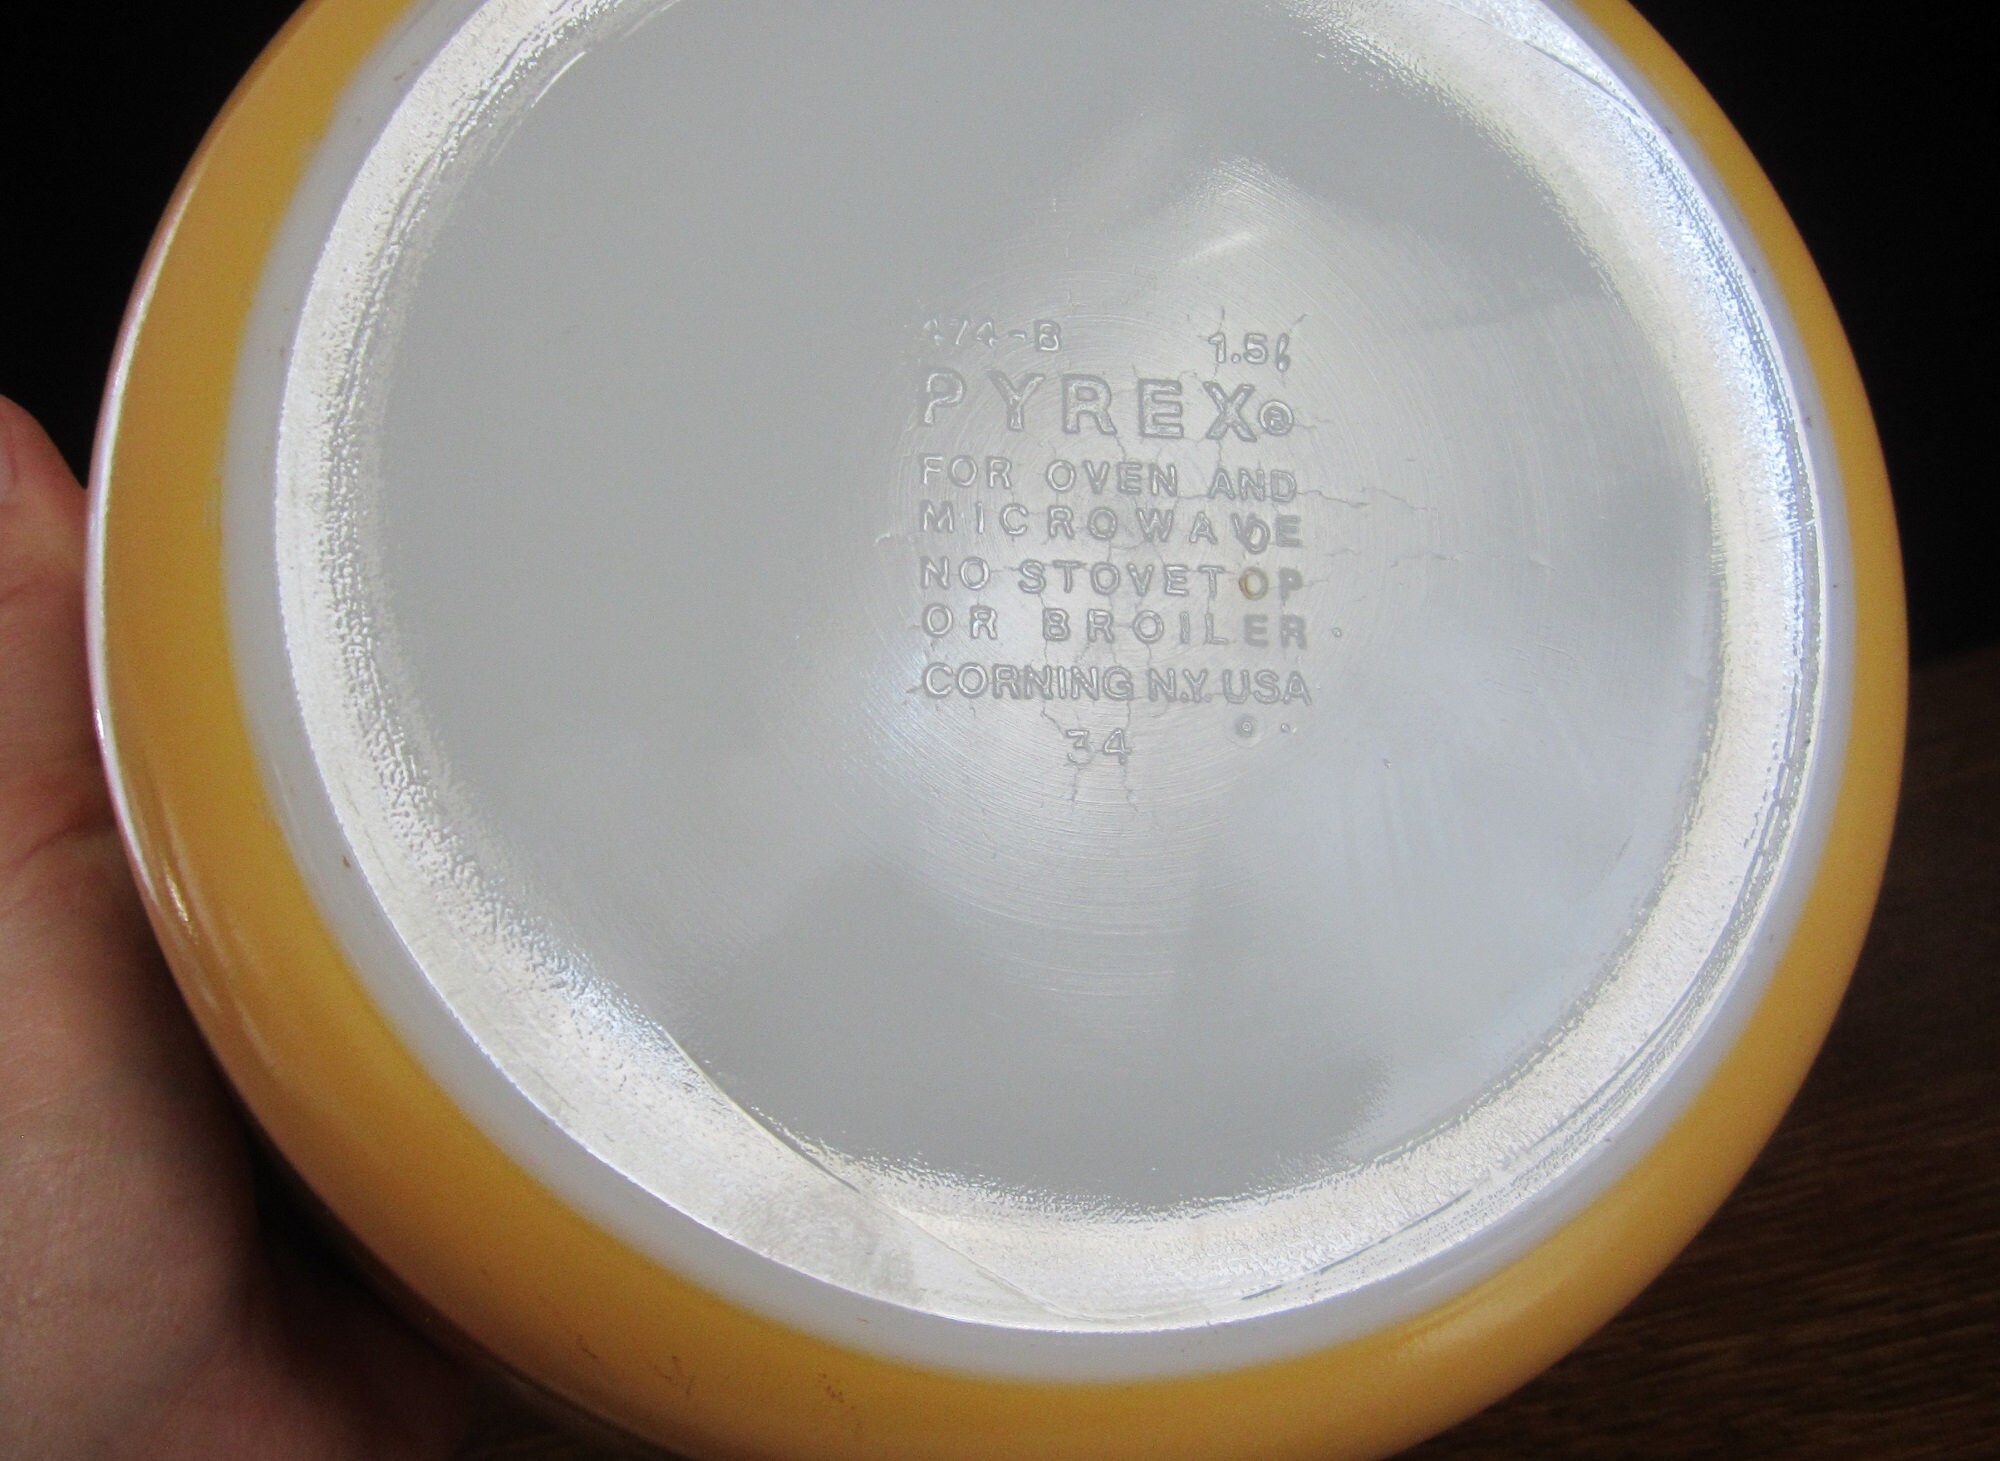 474-B 1.5ℓ
PYREX®
FOR OVEN AND
MICROWAVE
NO STOVETOP
OR BROILER
CORNING N.Y. USA
34